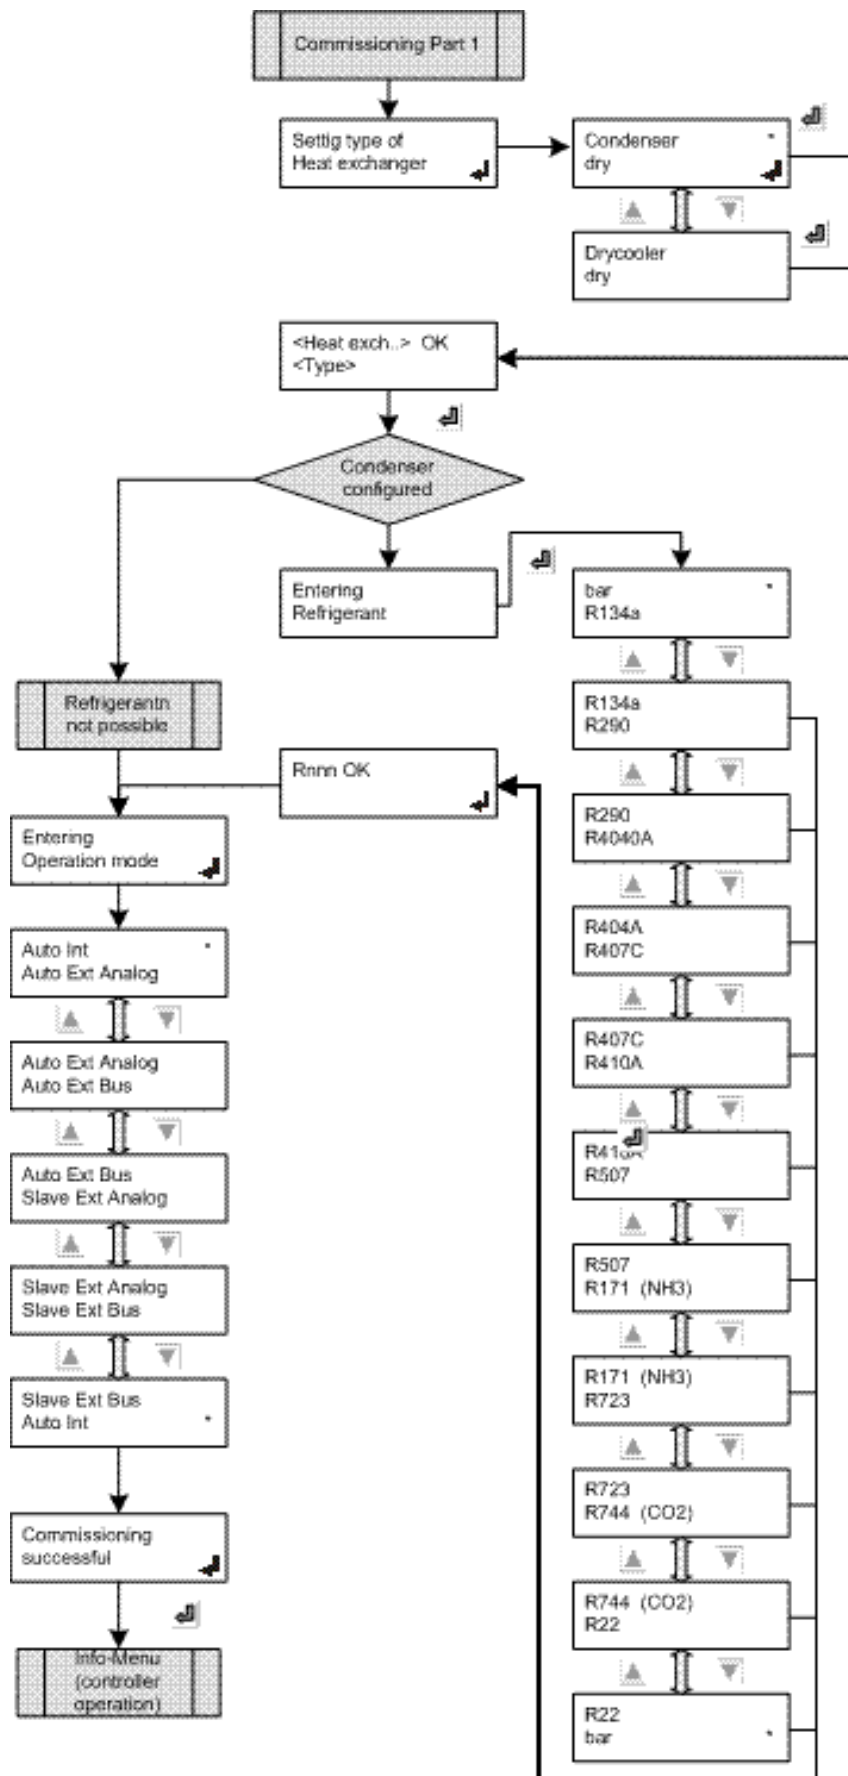 Commissioning Part 1
Settig type of
Heat exchanger
Condenser
dry
Drycooler
dry
<Heat exch..> OK
<Type>
Condenser
configured
Entering
Refrigerant
bar
R134a
Refrigerantn
not possible
R134a
R290
Rnnn OK
R290
R4040A
Entering
Operation mode
R404A
R407C
Auto Int
Auto Ext Analog
R407C
R410A
Auto Ext Analog
Auto Ext Bus
R507
Auto Ext Bus
Slave Ext Analog
R507
R171 (NH3)
Slave Ext Analog
Slave Ext Bus
R171 (NH3)
R723
Slave Ext Bus
Auto Int
R723
R744 (CO2)
Commissioning
successful
R744 (CO2)
R22
Info-Menu
(controller
operation)
R22
bar